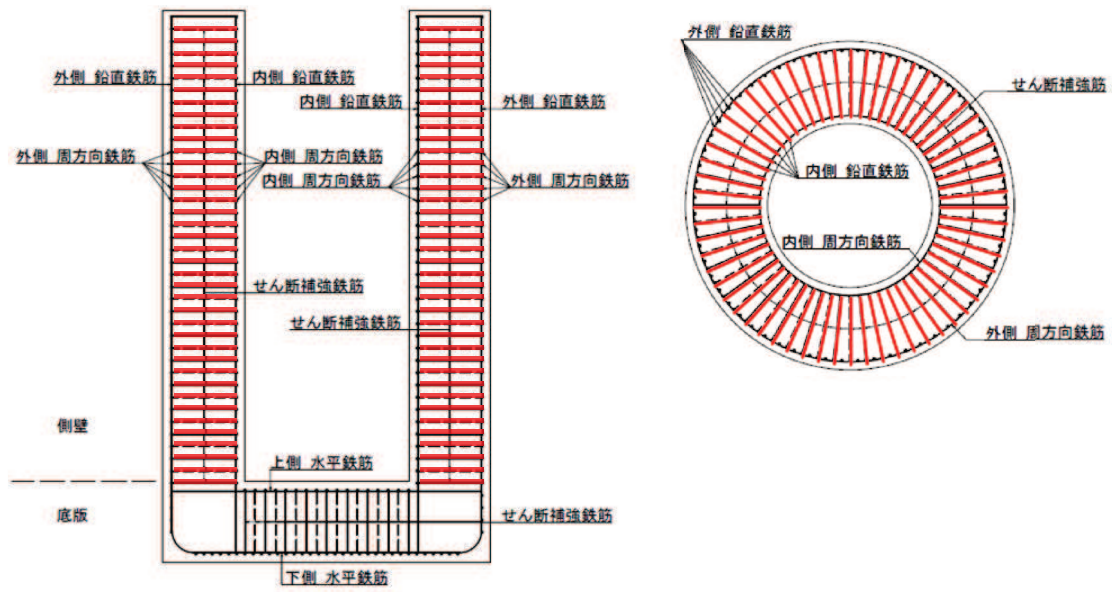 外側 鉛直鉄筋
内側 鉛直鉄筋
内側 鉛直鉄筋
外側 鉛直鉄筋
外側 周方向鉄筋
内側 周方向鉄筋
内側 周方向鉄筋
外側 周方向鉄筋
せん断補強鉄筋
せん断補強鉄筋
側壁
上側 水平鉄筋
底版
せん断補強鉄筋
下側 水平鉄筋
外側 鉛直鉄筋
せん断補強筋
内側 鉛直鉄筋
内側 周方向鉄筋
外側 周方向鉄筋